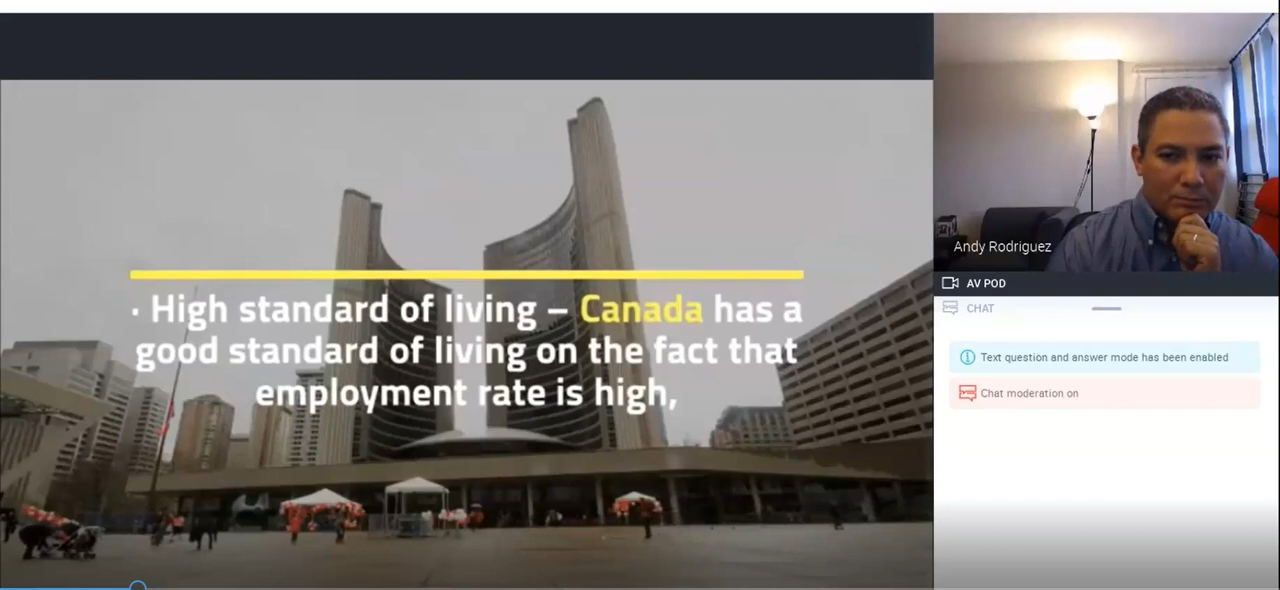 · High standard of living – Canada has a
good standard of living on the fact that
employment rate is high,
Andy Rodriguez
AV POD
CHAT
Text question and answer mode has been enabled
Chat moderation on